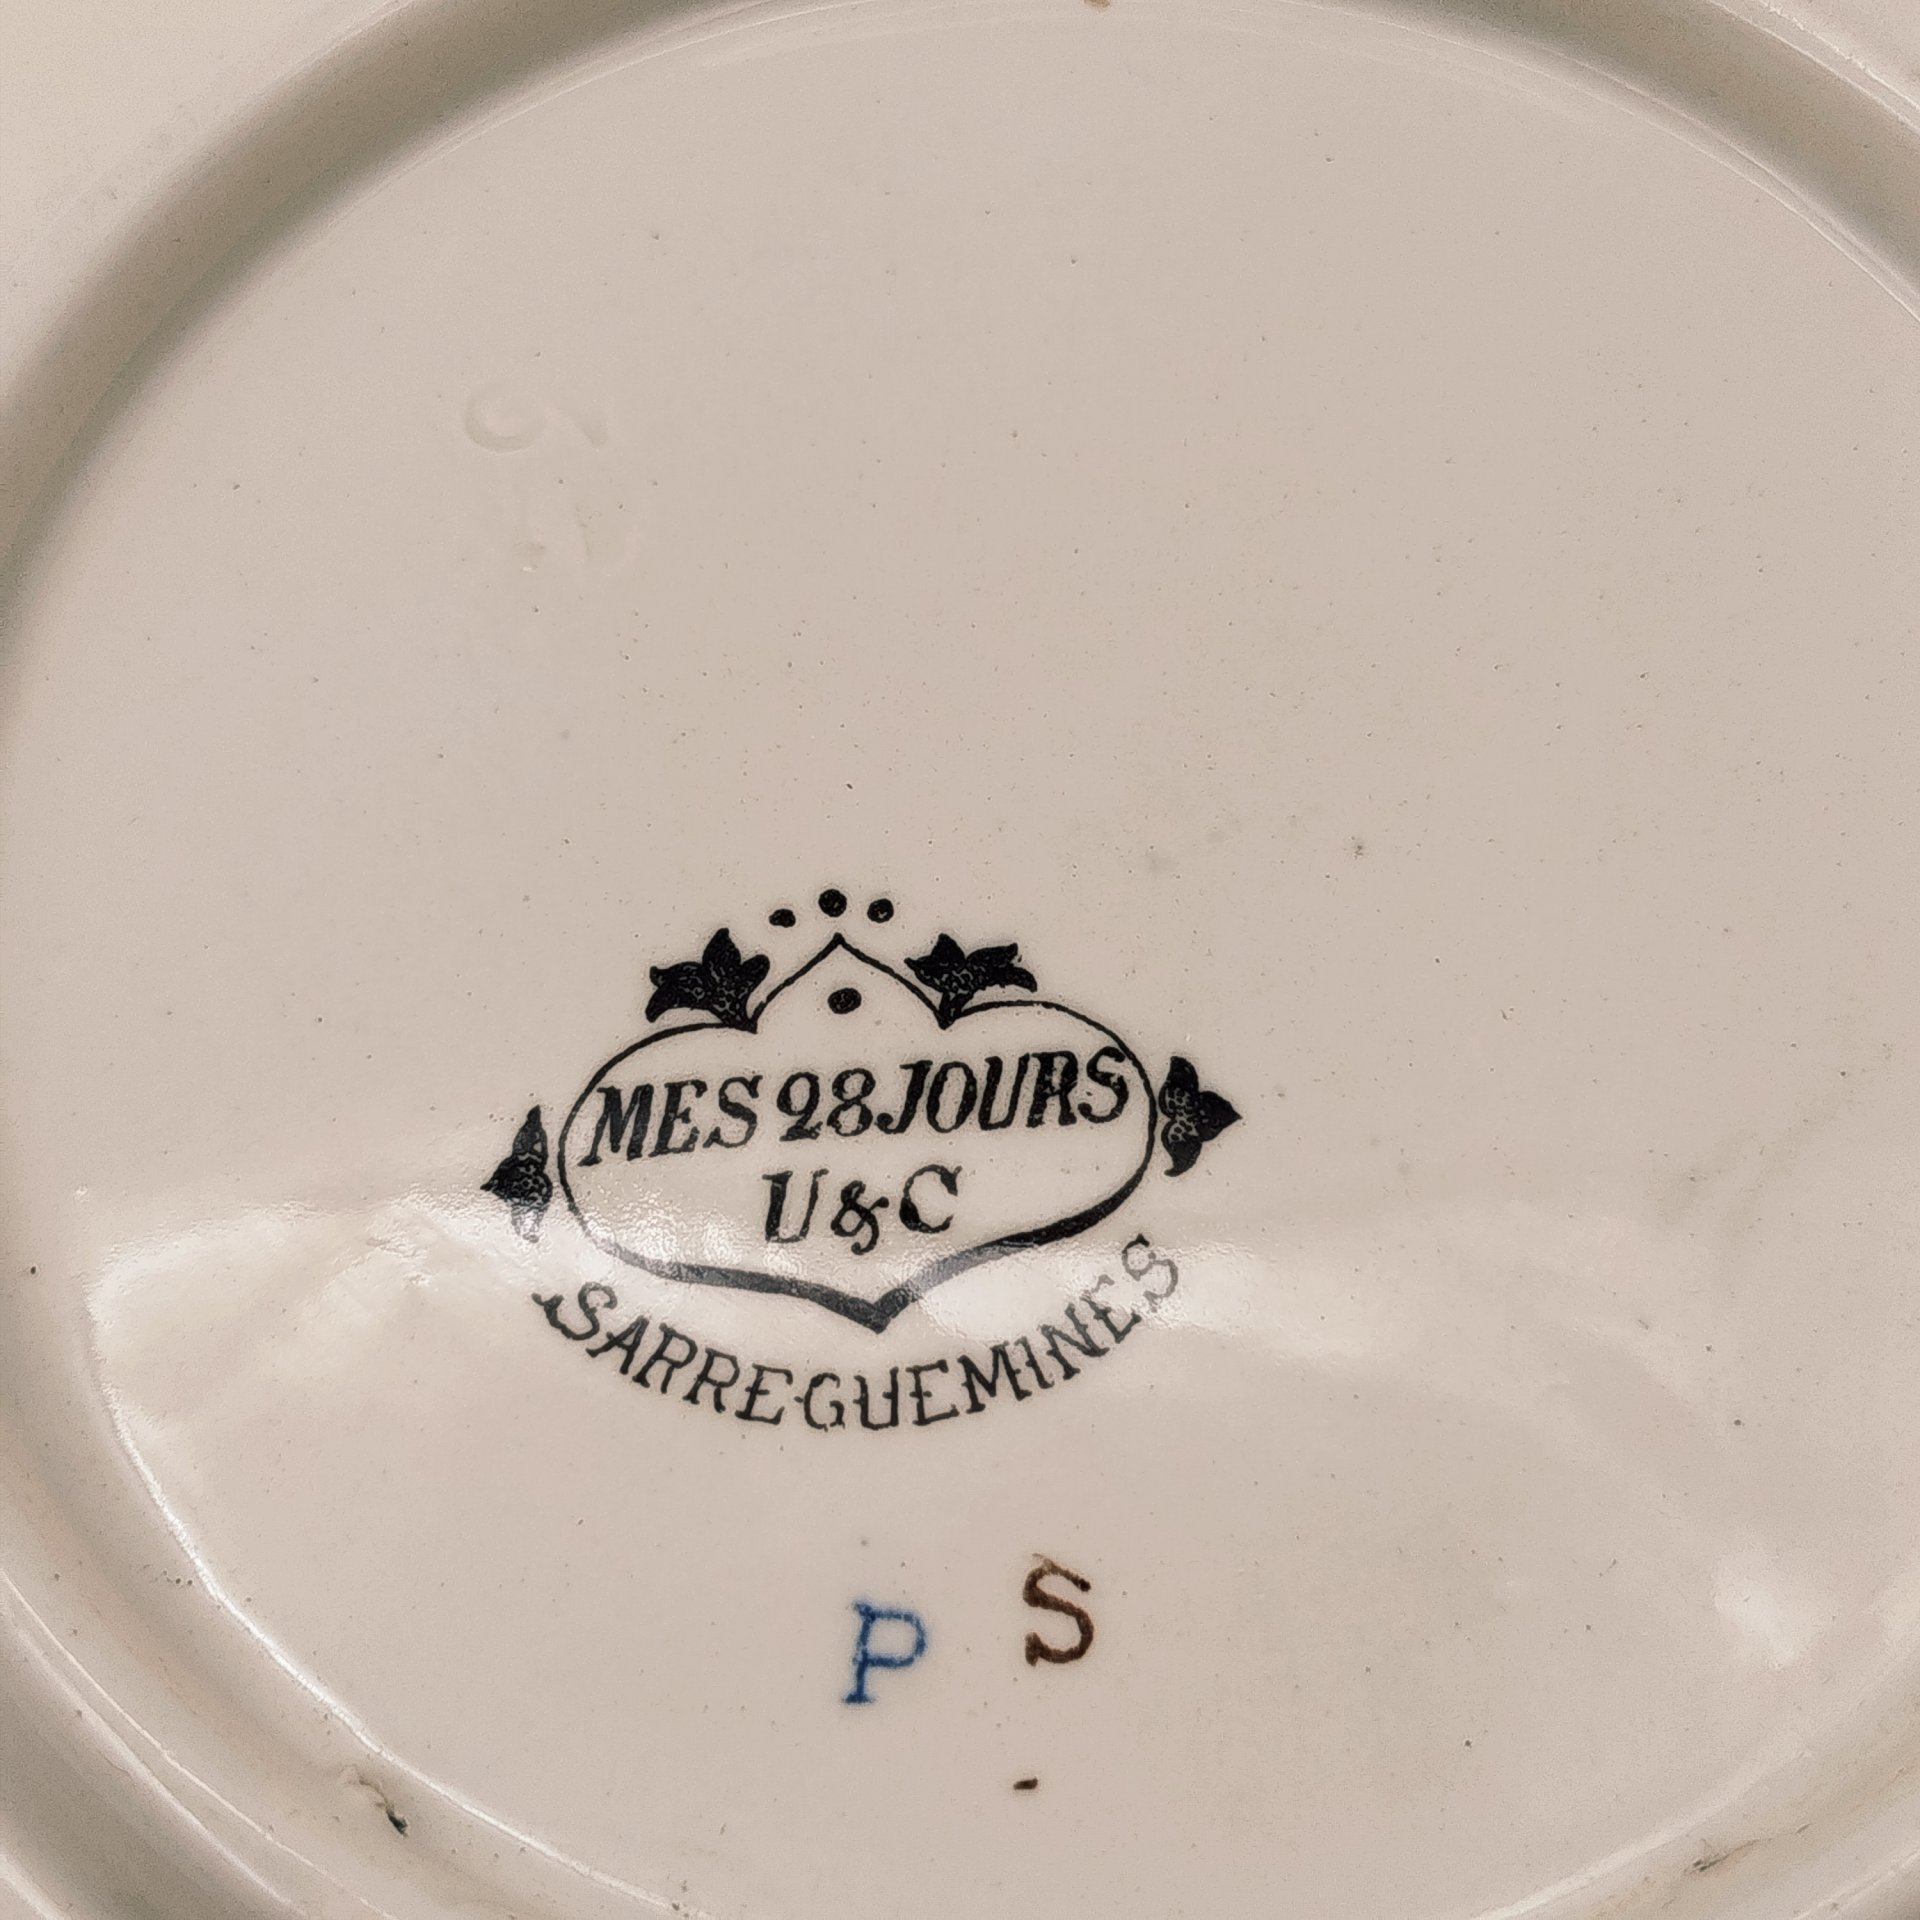 MES 28 JOURS
U & C
SARREGUEMINES
P S